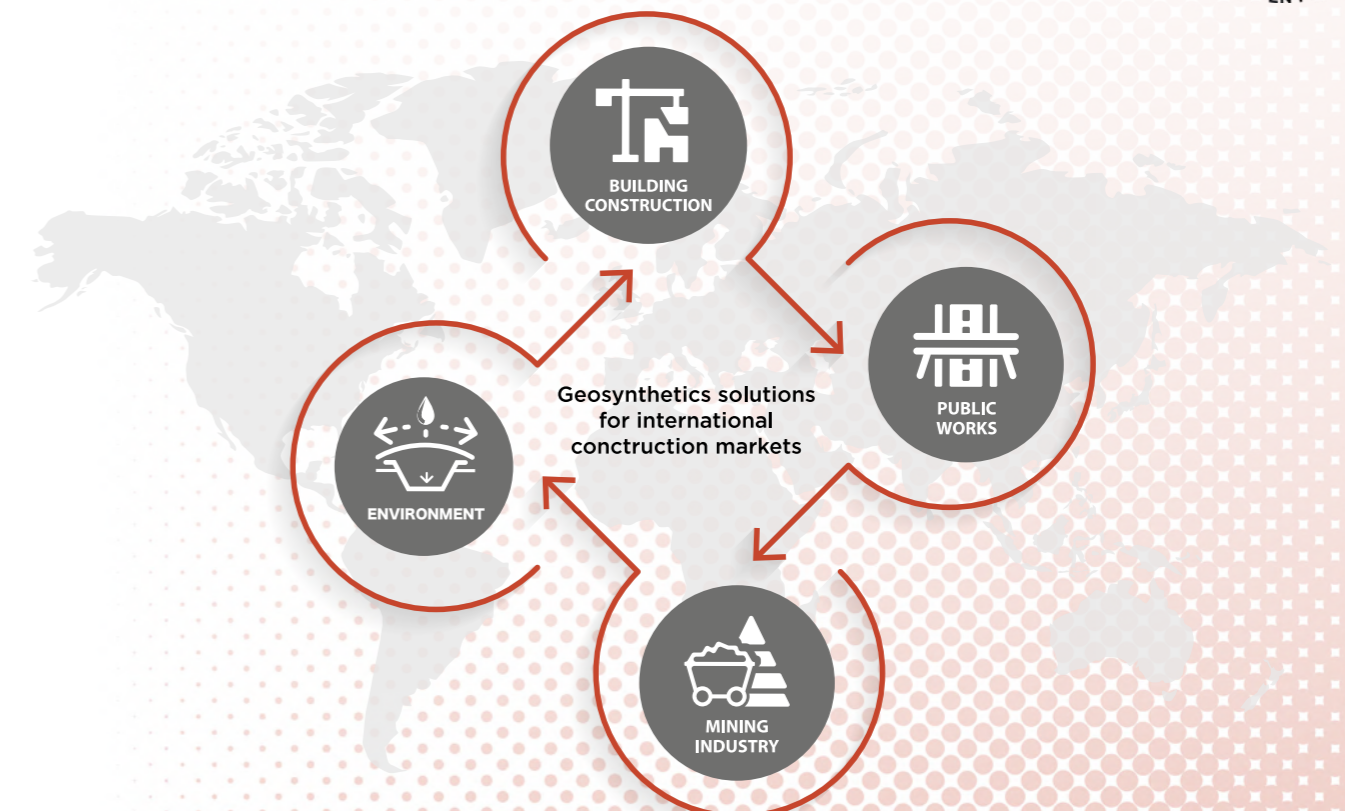 BUILDING
CONSTRUCTION
PUBLIC
WORKS
Geosynthetics solutions
for international
conctruction markets
ENVIRONMENT
MINING
INDUSTRY